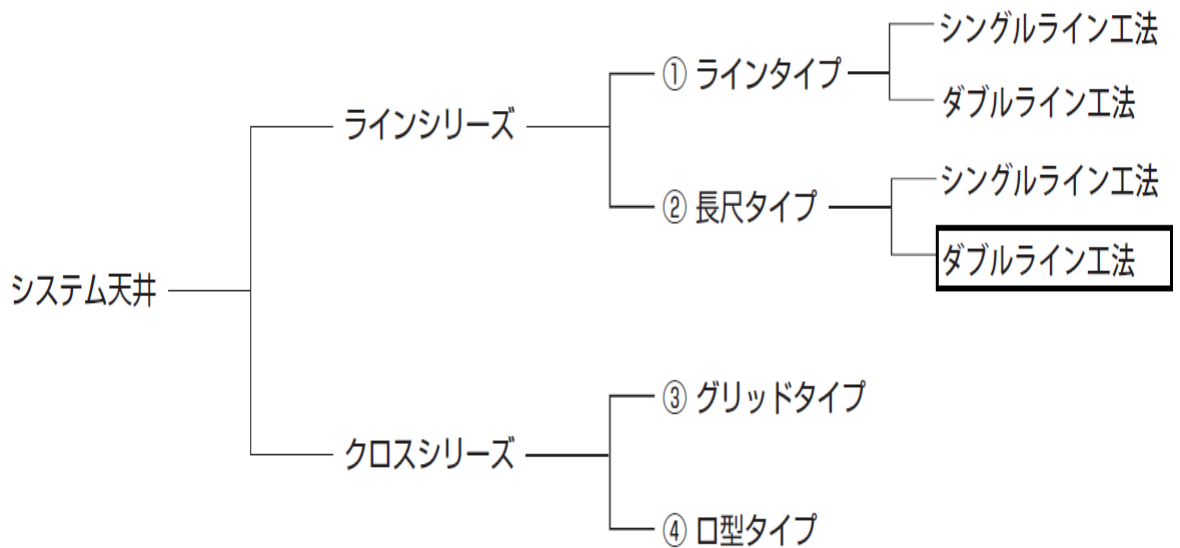 システム天井
ラインシリーズ
① ラインタイプ
シングルライン工法
ダブルライン工法
② 長尺タイプ
シングルライン工法
ダブルライン工法
クロスシリーズ
③ グリッドタイプ
④ ロ型タイプ